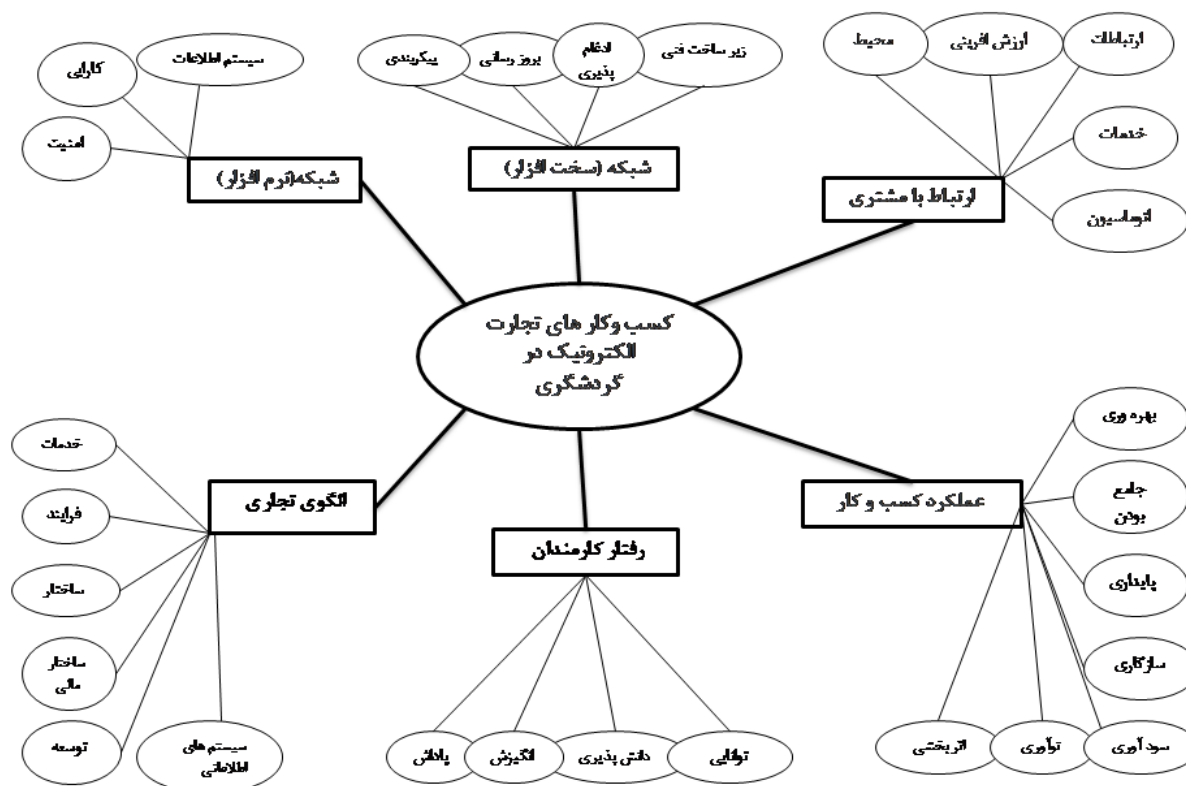 ارتباطات
ارزش افرینی
محیط
خدمات
اتوماسیون
ارتباط با مشتری
زیر ساخت فنی
ادغام
پذیری
بروز رسانی
پیکربندی
شبکه (سخت افزار)
سیستم اطلاعات
کارایی
امنیت
شبکه(نرم افزار)
کسب وکار های تجارت
الکترونیک در
گردشگری
بهره وری
جامع
بودن
پایداری
سازگاری
سود آوری
نوآوری
اثر بخشی
عملکرد کسب و کار
رفتار کارمندان
توانایی
دانش پذیری
انگیزش
پاداش
الگوی تجاری
خدمات
فرایند
ساختار
ساختار
مالی
توسعه
سیستم های
اطلاعاتی